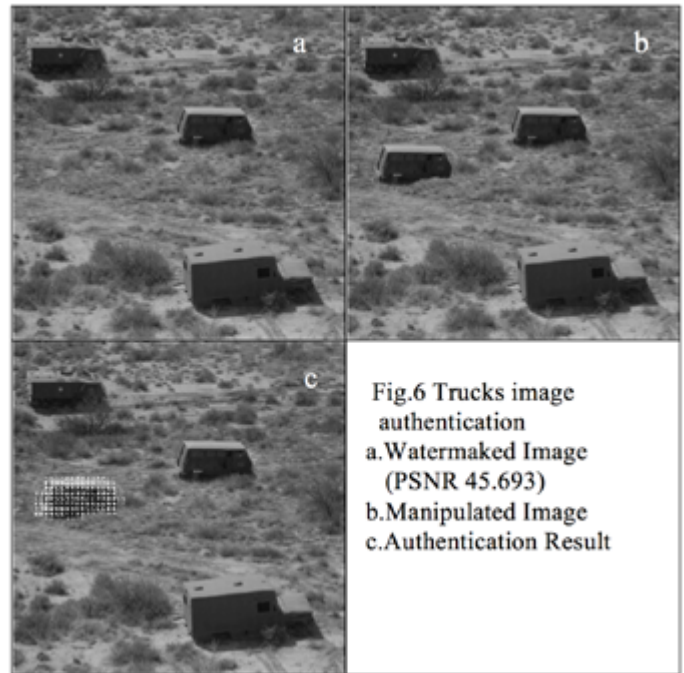 a
b
c
Fig.6 Trucks image
authentication
a.Watermaked Image
(PSNR 45.693)
b.Manipulated Image
c.Authentication Result